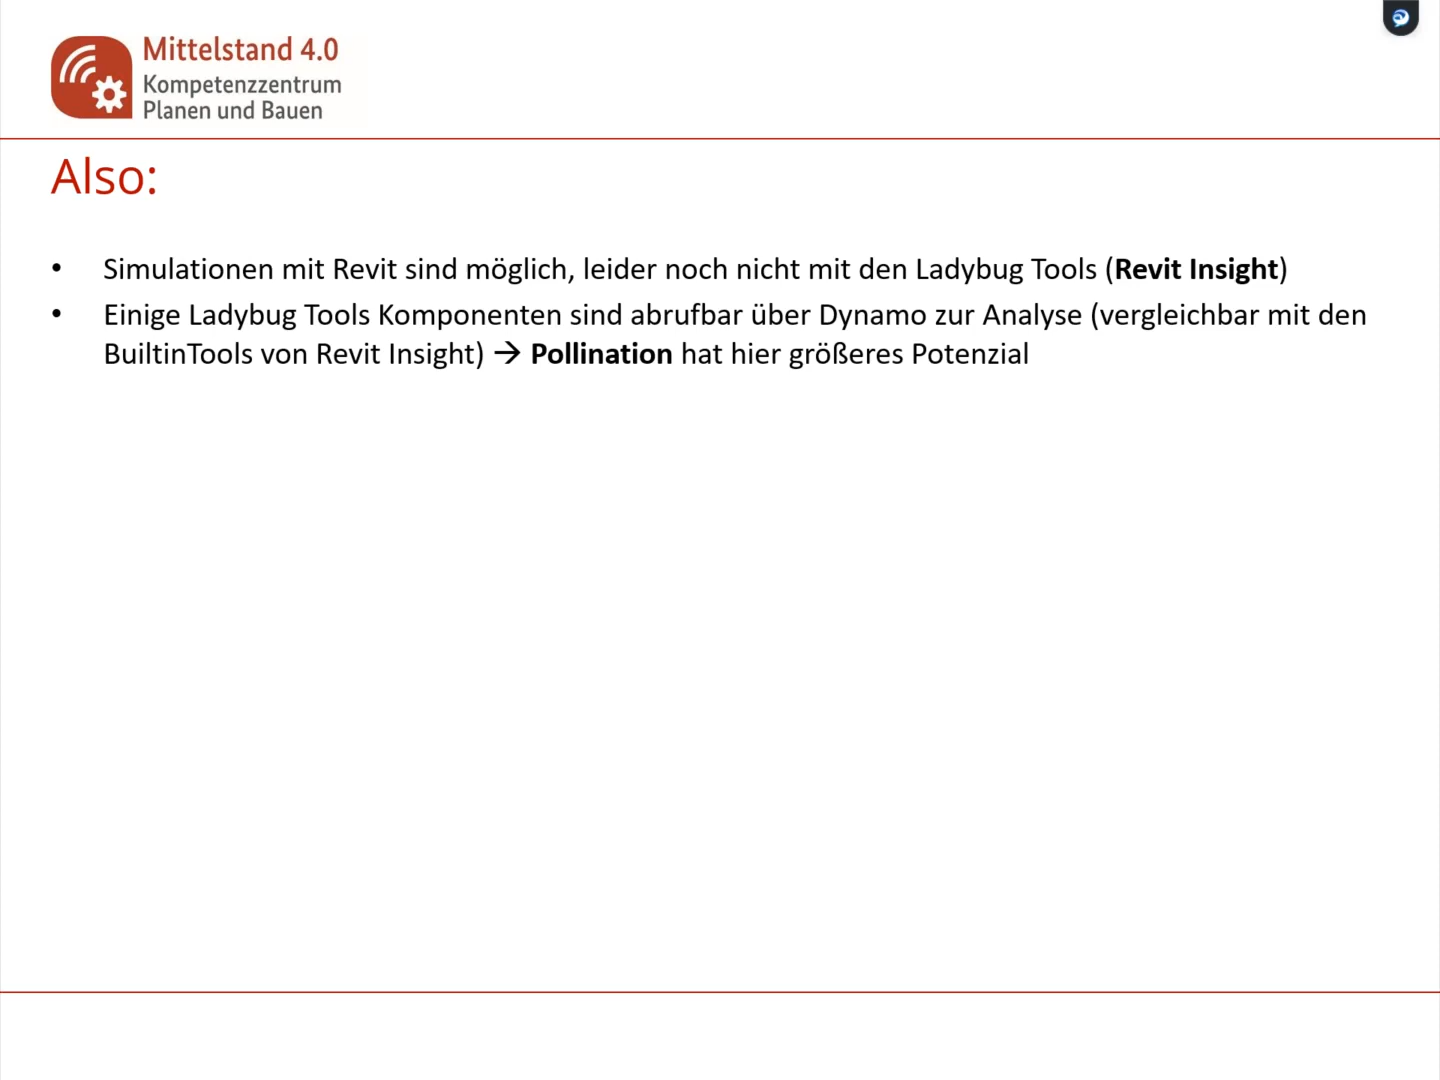 Mittelstand 4.0
Kompetenzzentrum
Planen und Bauen
Also:
• Simulationen mit Revit sind möglich, leider noch nicht mit den Ladybug Tools (Revit Insight)
• Einige Ladybug Tools Komponenten sind abrufbar über Dynamo zur Analyse (vergleichbar mit den
BuiltinTools von Revit Insight) → Pollination hat hier größeres Potenzial